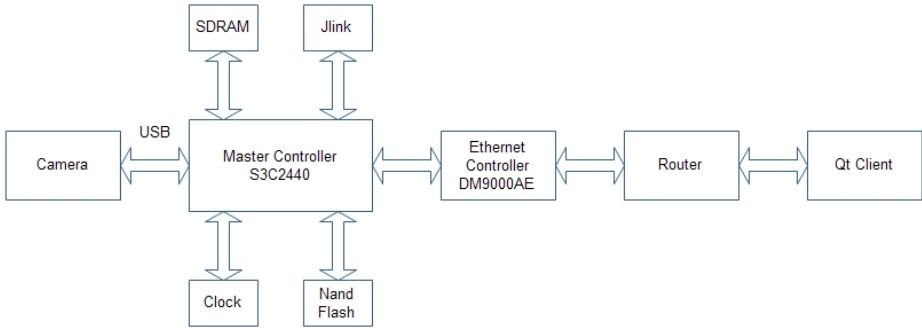 SDRAM
Jlink
USB
Camera
Master Controller
S3C2440
Ethernet
Controller
DM9000AE
Router
Qt Client
Clock
Nand
Flash